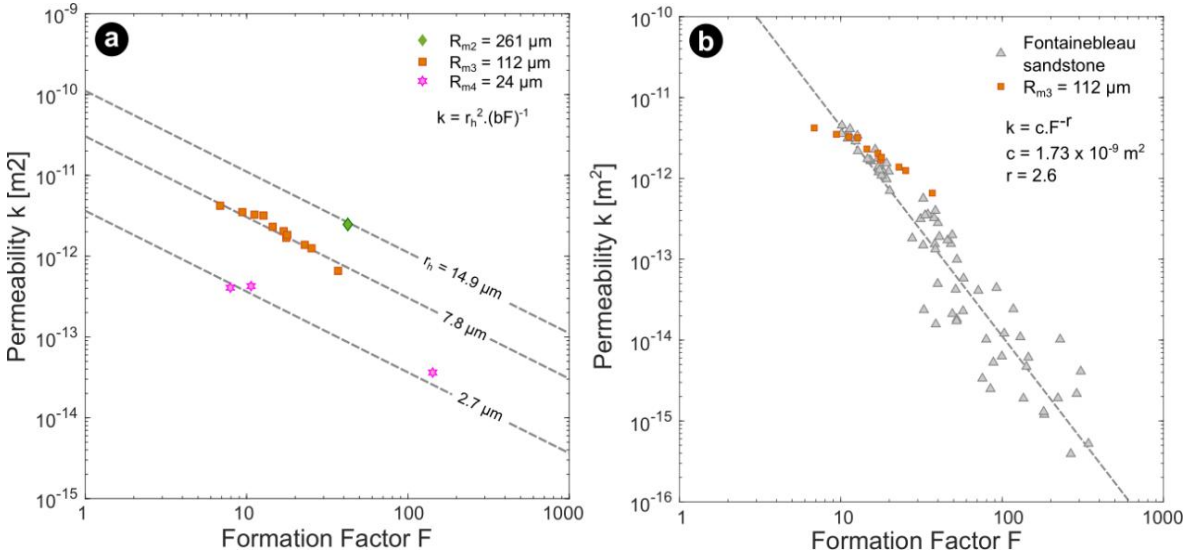 a
R_m2 = 261 µm
R_m3 = 112 µm
R_m4 = 24 µm
k = r_h^2.(bF)^-1
r_h = 14.9 µm
7.8 µm
2.7 µm
10^-9
10^-10
10^-11
10^-12
10^-13
10^-14
10^-15
Permeability k [m2]
1
10
100
1000
Formation Factor F
b
Fontainebleau
sandstone
R_m3 = 112 µm
k = c.F^-r
c = 1.73 x 10^-9 m^2
r = 2.6
10^-10
10^-11
10^-12
10^-13
10^-14
10^-15
10^-16
Permeability k [m^2]
1
10
100
1000
Formation Factor F